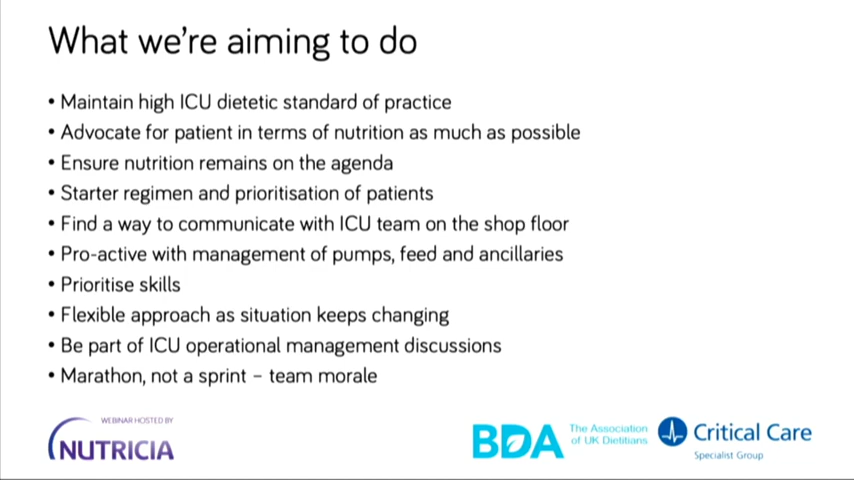 What we're aiming to do
• Maintain high ICU dietetic standard of practice
• Advocate for patient in terms of nutrition as much as possible
• Ensure nutrition remains on the agenda
• Starter regimen and prioritisation of patients
• Find a way to communicate with ICU team on the shop floor
• Pro-active with management of pumps, feed and ancillaries
• Prioritise skills
• Flexible approach as situation keeps changing
• Be part of ICU operational management discussions
• Marathon, not a sprint – team morale
WEBINAR HOSTED BY
NUTRICIA
BDA
The Association
of UK Dietitians
Critical Care
Specialist Group